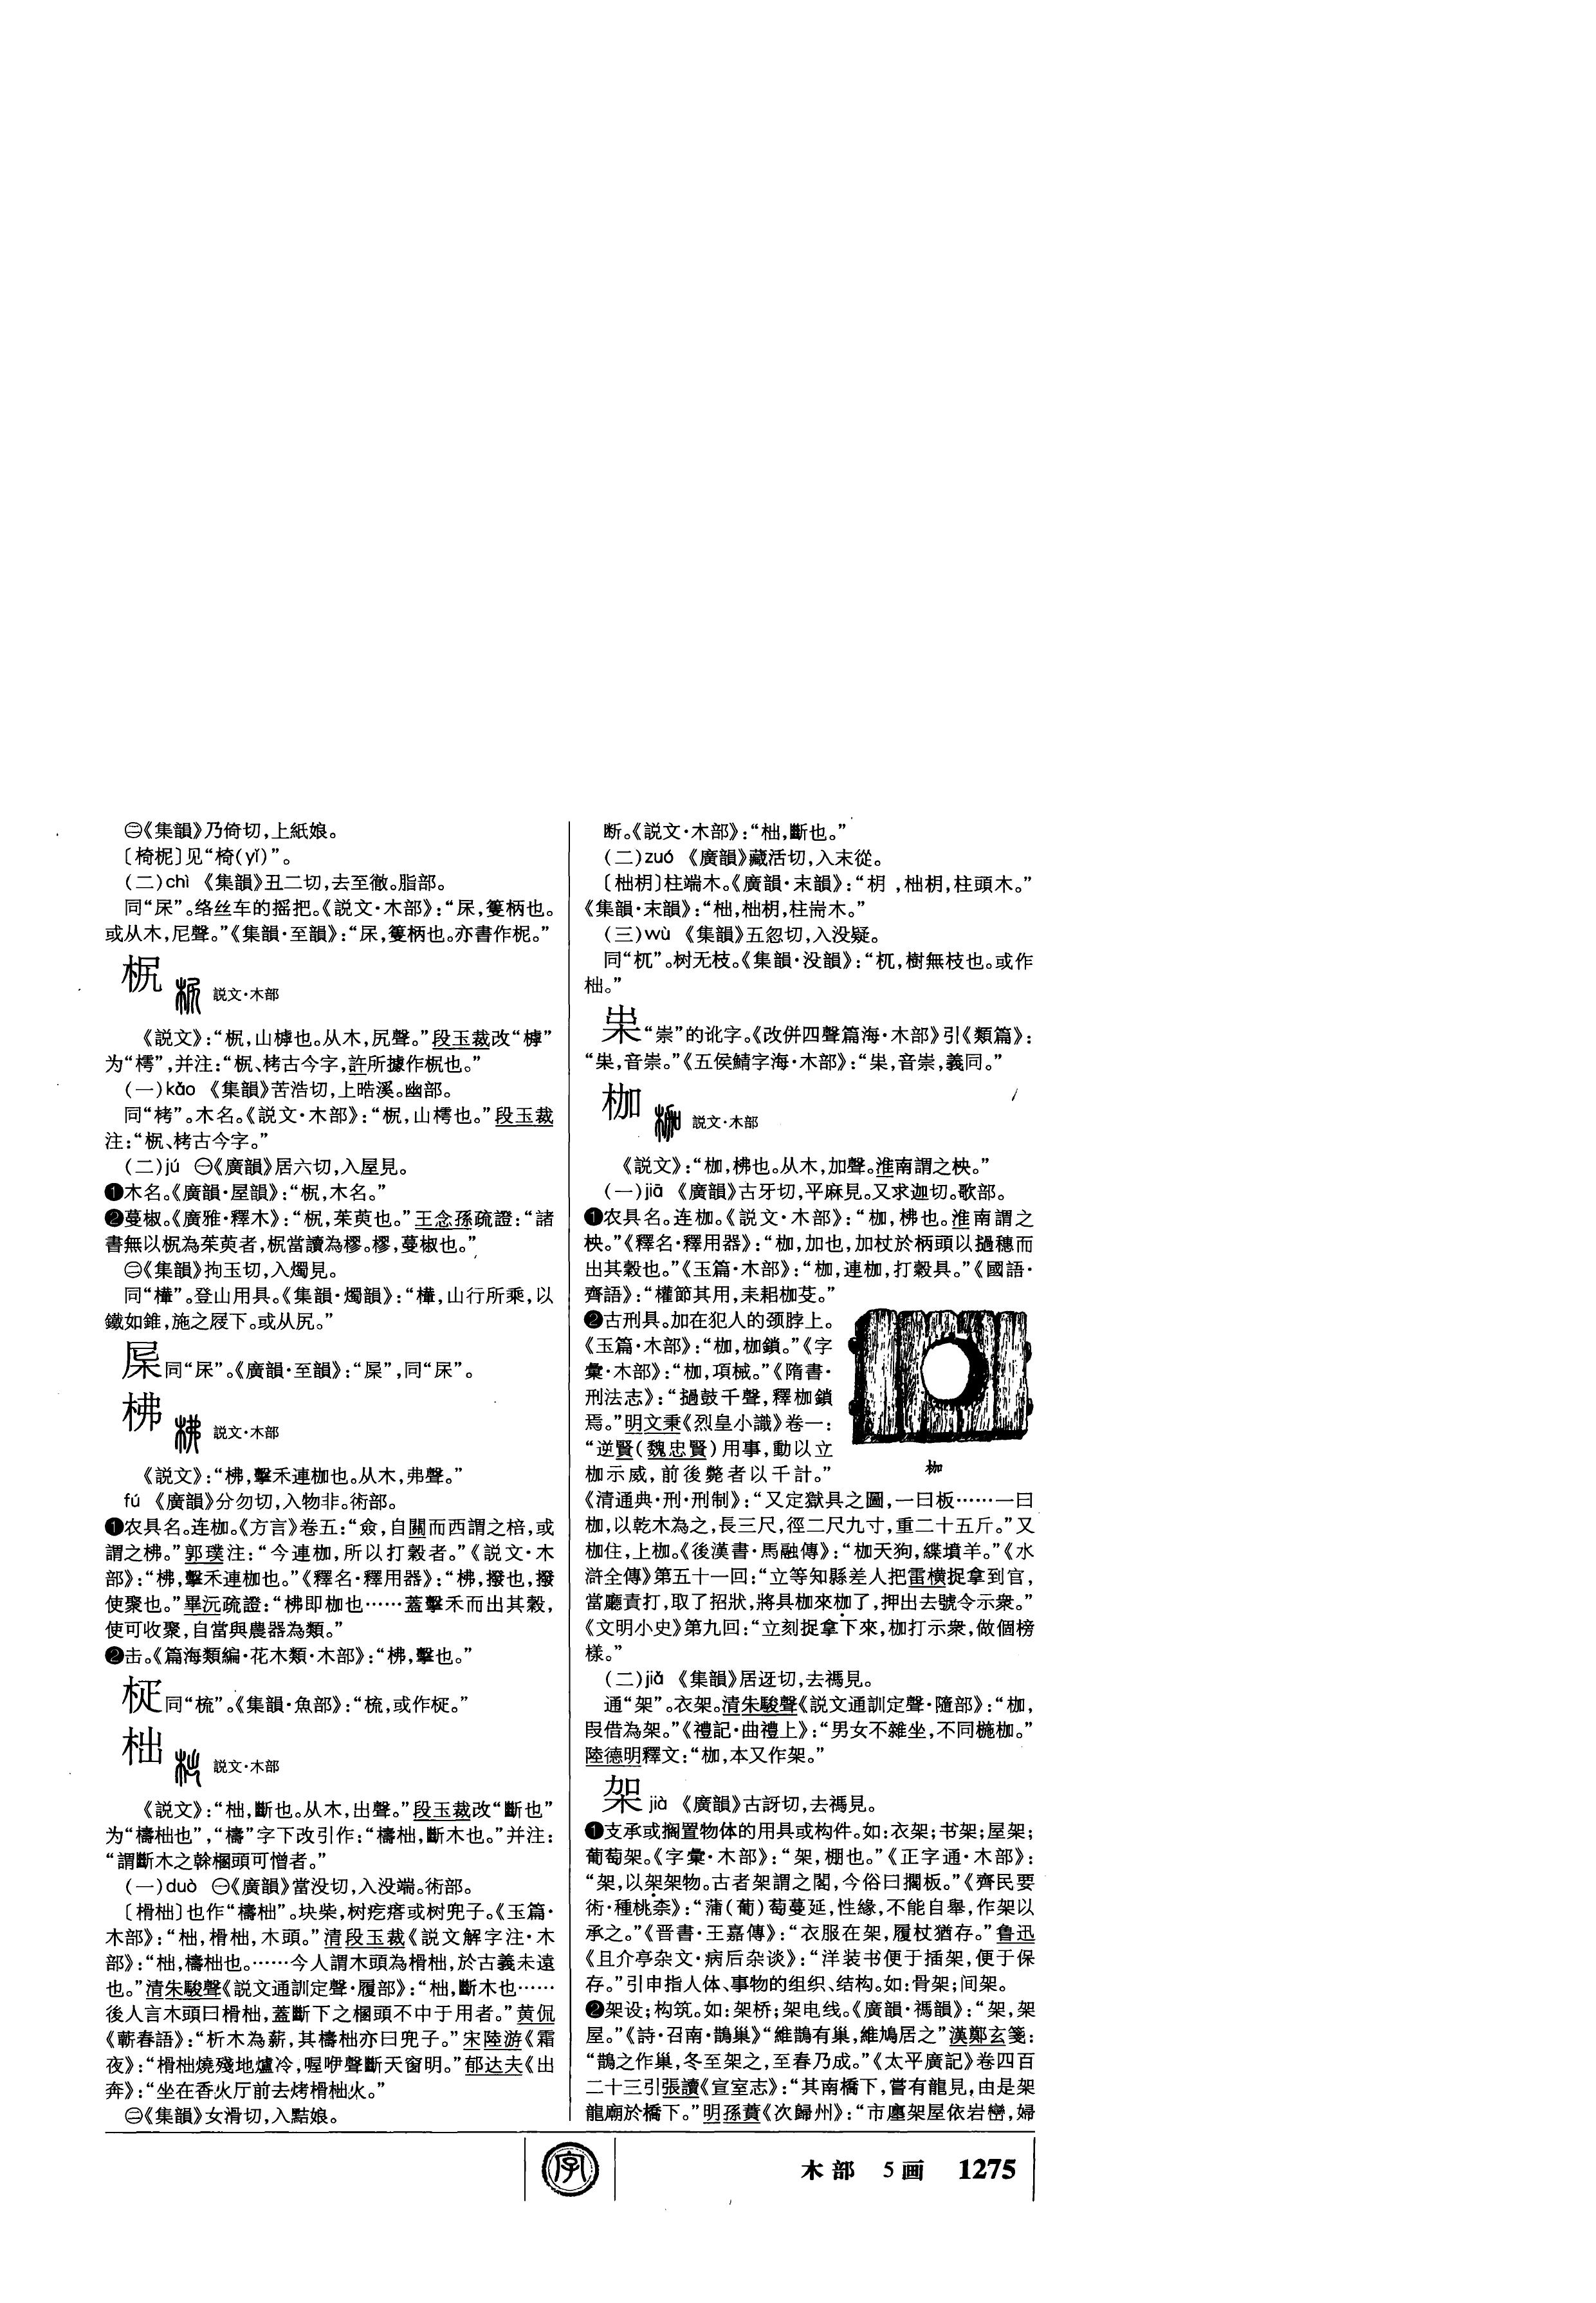 ㊁《集韻》乃倚切,上紙娘。
〔椅柅〕见“椅(yǐ)”。
(二)chì 《集韻》丑二切,去至徹。脂部。
同“㞾”。络丝车的摇把。《説文·木部》:“㞾,籆柄也。
或从木,尼聲。”《集韻·至韻》:“㞾,籆柄也。亦書作柅。”
㭴 説文·木部
《説文》:“㭴,山樗也。从木,尻聲。”段玉裁改“樗”
为“㯉”,并注:“㭴、栲古今字,許所據作㭴也。”
(一)kǎo 《集韻》苦浩切,上晧溪。幽部。
同“栲”。木名。《説文·木部》:“㭴,山㯉也。”段玉裁
注:“㭴、栲古今字。”
(二)jú ㊀《廣韻》居六切,入屋見。
❶木名。《廣韻·屋韻》:“㭴,木名。”
❷蔓椒。《廣雅·釋木》:“㭴,茱萸也。”王念孫疏證:“諸
書無以㭴為茱萸者,㭴當讀為樛。樛,蔓椒也。”
㊁《集韻》拘玉切,入燭見。
同“檋”。登山用具。《集韻·燭韻》:“檋,山行所乘,以
鐵如錐,施之屐下。或从尻。”
杘同“㞾”。《廣韻·至韻》:“杘”,同“㞾”。
柫 説文·木部
《説文》:“柫,擊禾連枷也。从木,弗聲。”
fú 《廣韻》分勿切,入物非。術部。
❶农具名。连枷。《方言》卷五:“僉,自關而西謂之棓,或
謂之柫。”郭璞注:“今連枷,所以打穀者。”《説文·木
部》:“柫,擊禾連枷也。”《釋名·釋用器》:“柫,撥也,撥
使聚也。”畢沅疏證:“柫即枷也……蓋擊禾而出其穀,
使可收聚,自當與農器為類。”
❷击。《篇海類編·花木類·木部》:“柫,擊也。”
同“梳”。《集韻·魚部》:“梳,或作。”
柮 説文·木部
《説文》:“柮,斷也。从木,出聲。”段玉裁改“斷也”
为“檮柮也”,“檮”字下改引作:“檮柮,斷木也。”并注:
“謂斷木之榦梱頭可憎者。”
(一)duò ㊀《廣韻》當没切,入没端。術部。
〔榾柮〕也作“檮柮”。块柴,树疙瘩或树兜子。《玉篇·
木部》:“柮,榾柮,木頭。”清段玉裁《説文解字注·木
部》:“柮,檮柮也。……今人謂木頭為榾柮,於古義未遠
也。”清朱駿聲《説文通訓定聲·履部》:“柮,斷木也……
後人言木頭曰榾柮,蓋斷下之梱頭不中于用者。”黄侃
《蘄春語》:“析木為薪,其檮柮亦曰兜子。”宋陸游《霜
夜》:“榾柮燒殘地爐冷,喔咿聲斷天窗明。”郁达夫《出
奔》:“坐在香火厅前去烤榾柮火。”
㊁《集韻》女滑切,入黠娘。
断。《説文·木部》:“柮,斷也。”
(二)zuó 《廣韻》藏活切,入末從。
〔柮枂〕柱端木。《廣韻·末韻》:“枂,柮枂,柱頭木。”
《集韻·末韻》:“柮,柮枂,柱耑木。”
(三)wù 《集韻》五忽切,入没疑。
同“杌”。树无枝。《集韻·没韻》:“杌,樹無枝也。或作
柮。”
“祟”的讹字。《改併四聲篇海·木部》引《類篇》:
“,音祟。”《五侯鯖字海·木部》:“,音祟,義同。”
枷 説文·木部
《説文》:“枷,柫也。从木,加聲。淮南謂之柍。”
(一)jiā 《廣韻》古牙切,平麻見。又求迦切。歌部。
❶农具名。连枷。《説文·木部》:“枷,柫也。淮南謂之
柍。”《釋名·釋用器》:“枷,加也,加杖於柄頭以撾穗而
出其穀也。”《玉篇·木部》:“枷,連枷,打穀具。”《國語·
齊語》:“權節其用,耒耜枷芟。”
❷古刑具。加在犯人的颈脖上。
《玉篇·木部》:“枷,枷鎖。”《字
彙·木部》:“枷,項械。”《隋書·
刑法志》:“撾鼓千聲,釋枷鎖
焉。”明文秉《烈皇小識》卷一:
“逆賢(魏忠賢)用事,動以立
枷示威,前後斃者以千計。”
枷
《清通典·刑·刑制》:“又定獄具之圖,一曰板……一曰
枷,以乾木為之,長三尺,徑二尺九寸,重二十五斤。”又
枷住,上枷。《後漢書·馬融傳》:“枷天狗,緤墳羊。”《水
滸全傳》第五十一回:“立等知縣差人把雷横捉拿到官,
當廳責打,取了招狀,將具枷來枷了,押出去號令示衆。”
《文明小史》第九回:“立刻捉拿下來,枷打示衆,做個榜
樣。”
(二)jià 《集韻》居迓切,去禡見。
通“架”。衣架。清朱駿聲《説文通訓定聲·隨部》:“枷,
叚借為架。”《禮記·曲禮上》:“男女不雜坐,不同椸枷。”
陸德明釋文:“枷,本又作架。”
架 jià 《廣韻》古訝切,去禡見。
❶支承或搁置物体的用具或构件。如:衣架;书架;屋架;
葡萄架。《字彙·木部》:“架,棚也。”《正字通·木部》:
“架,以架架物。古者架謂之閣,今俗曰擱板。”《齊民要
術·種桃柰》:“蒲(葡)萄蔓延,性緣,不能自舉,作架以
承之。”《晋書·王嘉傳》:“衣服在架,履杖猶存。”鲁迅
《且介亭杂文·病后杂谈》:“洋装书便于插架,便于保
存。”引申指人体、事物的组织、结构。如:骨架;间架。
❷架设;构筑。如:架桥;架电线。《廣韻·禡韻》:“架,架
屋。”《詩·召南·鵲巢》“維鵲有巢,維鳩居之”漢鄭玄箋:
“鵲之作巢,冬至架之,至春乃成。”《太平廣記》卷四百
二十三引張讀《宣室志》:“其南橋下,嘗有龍見,由是架
龍廟於橋下。”明孫蕡《次歸州》:“市廛架屋依岩巒,婦
字
木部 5画 1275